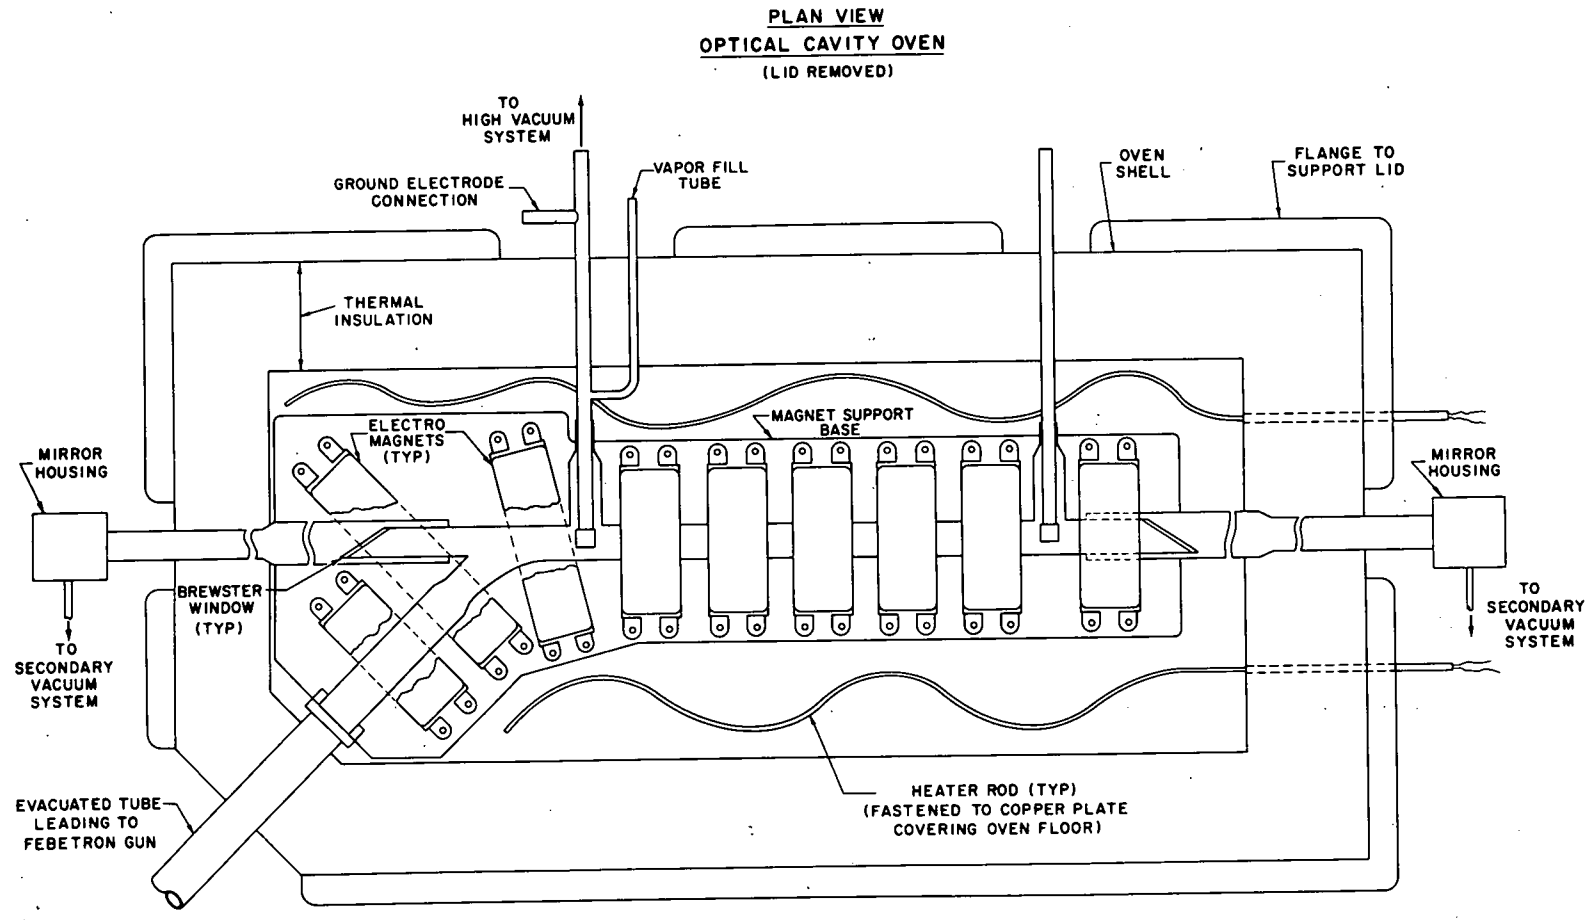 PLAN VIEW
OPTICAL CAVITY OVEN
(LID REMOVED)
TO
HIGH VACUUM
SYSTEM
GROUND ELECTRODE
CONNECTION
VAPOR FILL
TUBE
OVEN
SHELL
FLANGE TO
SUPPORT LID
THERMAL
INSULATION
ELECTRO
MAGNETS
(TYP)
MAGNET SUPPORT
BASE
MIRROR
HOUSING
MIRROR
HOUSING
BREWSTER
WINDOW
(TYP)
TO
SECONDARY
VACUUM
SYSTEM
TO
SECONDARY
VACUUM
SYSTEM
EVACUATED TUBE
LEADING TO
FEBETRON GUN
HEATER ROD (TYP)
(FASTENED TO COPPER PLATE
COVERING OVEN FLOOR)